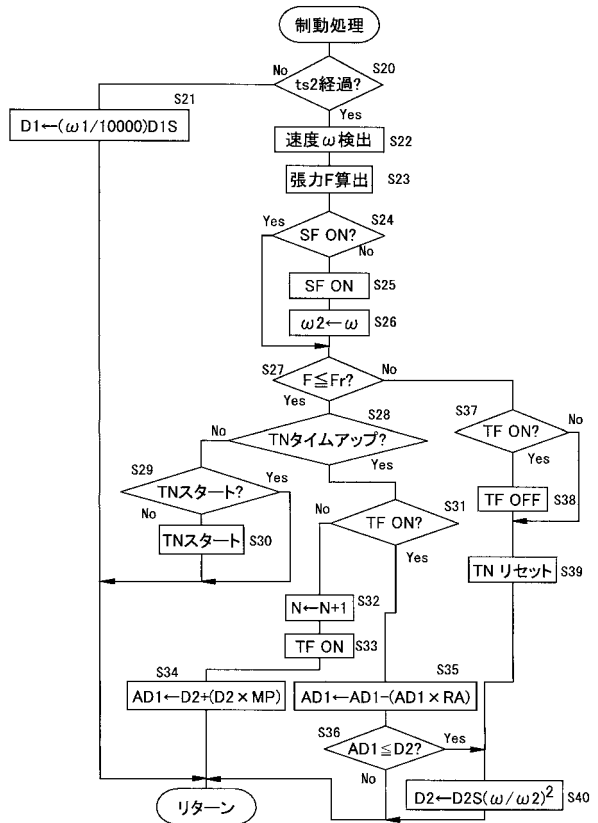 制動処理
No
S20
ts2経過?
S21
D1←(ω1/10000)D1S
Yes
速度ω検出
S22
張力F算出
S23
Yes
S24
SF ON?
No
SF ON
S25
ω2←ω
S26
S27
F≦Fr?
No
Yes
S28
S37
No
No
TNタイムアップ?
TF ON?
S29
Yes
Yes
Yes
TNスタート?
S31
TF OFF
S38
No
No
TF ON?
TNスタート
S30
Yes
TN リセット
S39
N←N+1
S32
TF ON
S33
S34
S35
AD1←D2+(D2×MP)
AD1←AD1-(AD1×RA)
S36
Yes
AD1≦D2?
No
D2←D2S(ω/ω2)²
S40
リターン